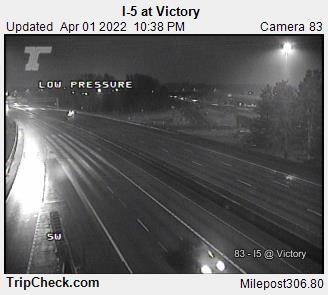 I-5 at Victory
Updated Apr 01 2022 10:38 PM Camera 83
T
LOW PRESSURE
SW
83 - I5 @ Victory
TripCheck.com Milepost306.80